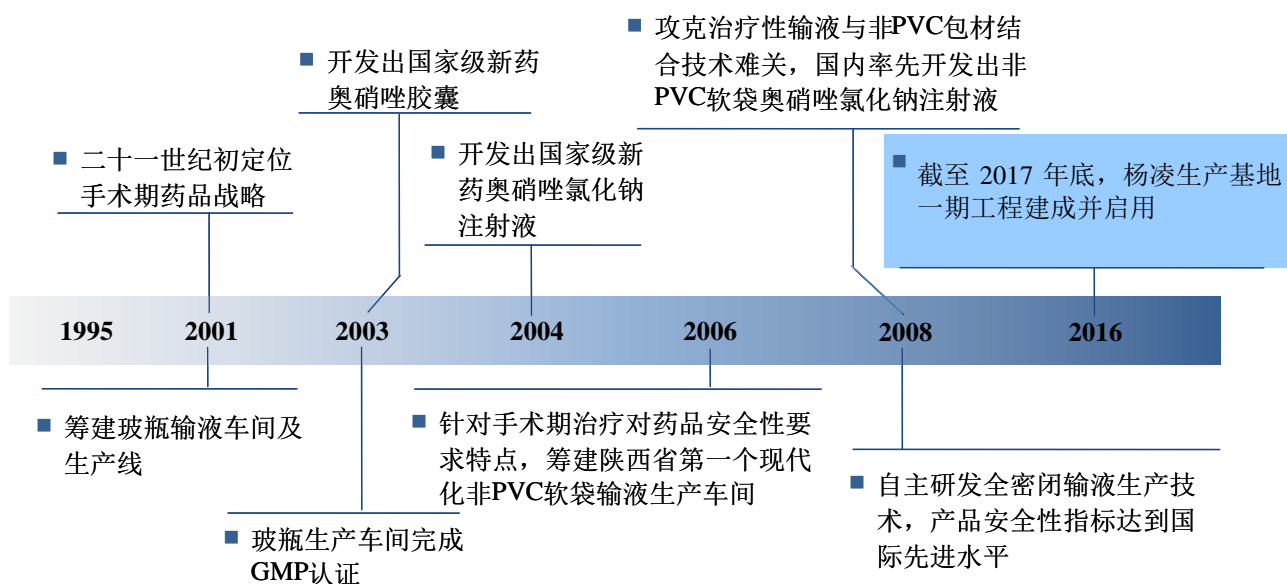 ■ 攻克治疗性输液与非PVC包材结
合技术难关，国内率先开发出非
PVC软袋奥硝唑氯化钠注射液
■ 开发出国家级新药
奥硝唑胶囊
■ 二十一世纪初定位
手术期药品战略
■ 开发出国家级新
药奥硝唑氯化钠
注射液
■ 截至 2017 年底，杨凌生产基地
一期工程建成并启用
1995 2001 2003 2004 2006 2008 2016
■ 筹建玻瓶输液车间及
生产线
■ 针对手术期治疗对药品安全性要
求特点，筹建陕西省第一个现代
化非PVC软袋输液生产车间
■ 自主研发全密闭输液生产技
术，产品安全性指标达到国
际先进水平
■ 玻瓶生产车间完成
GMP认证